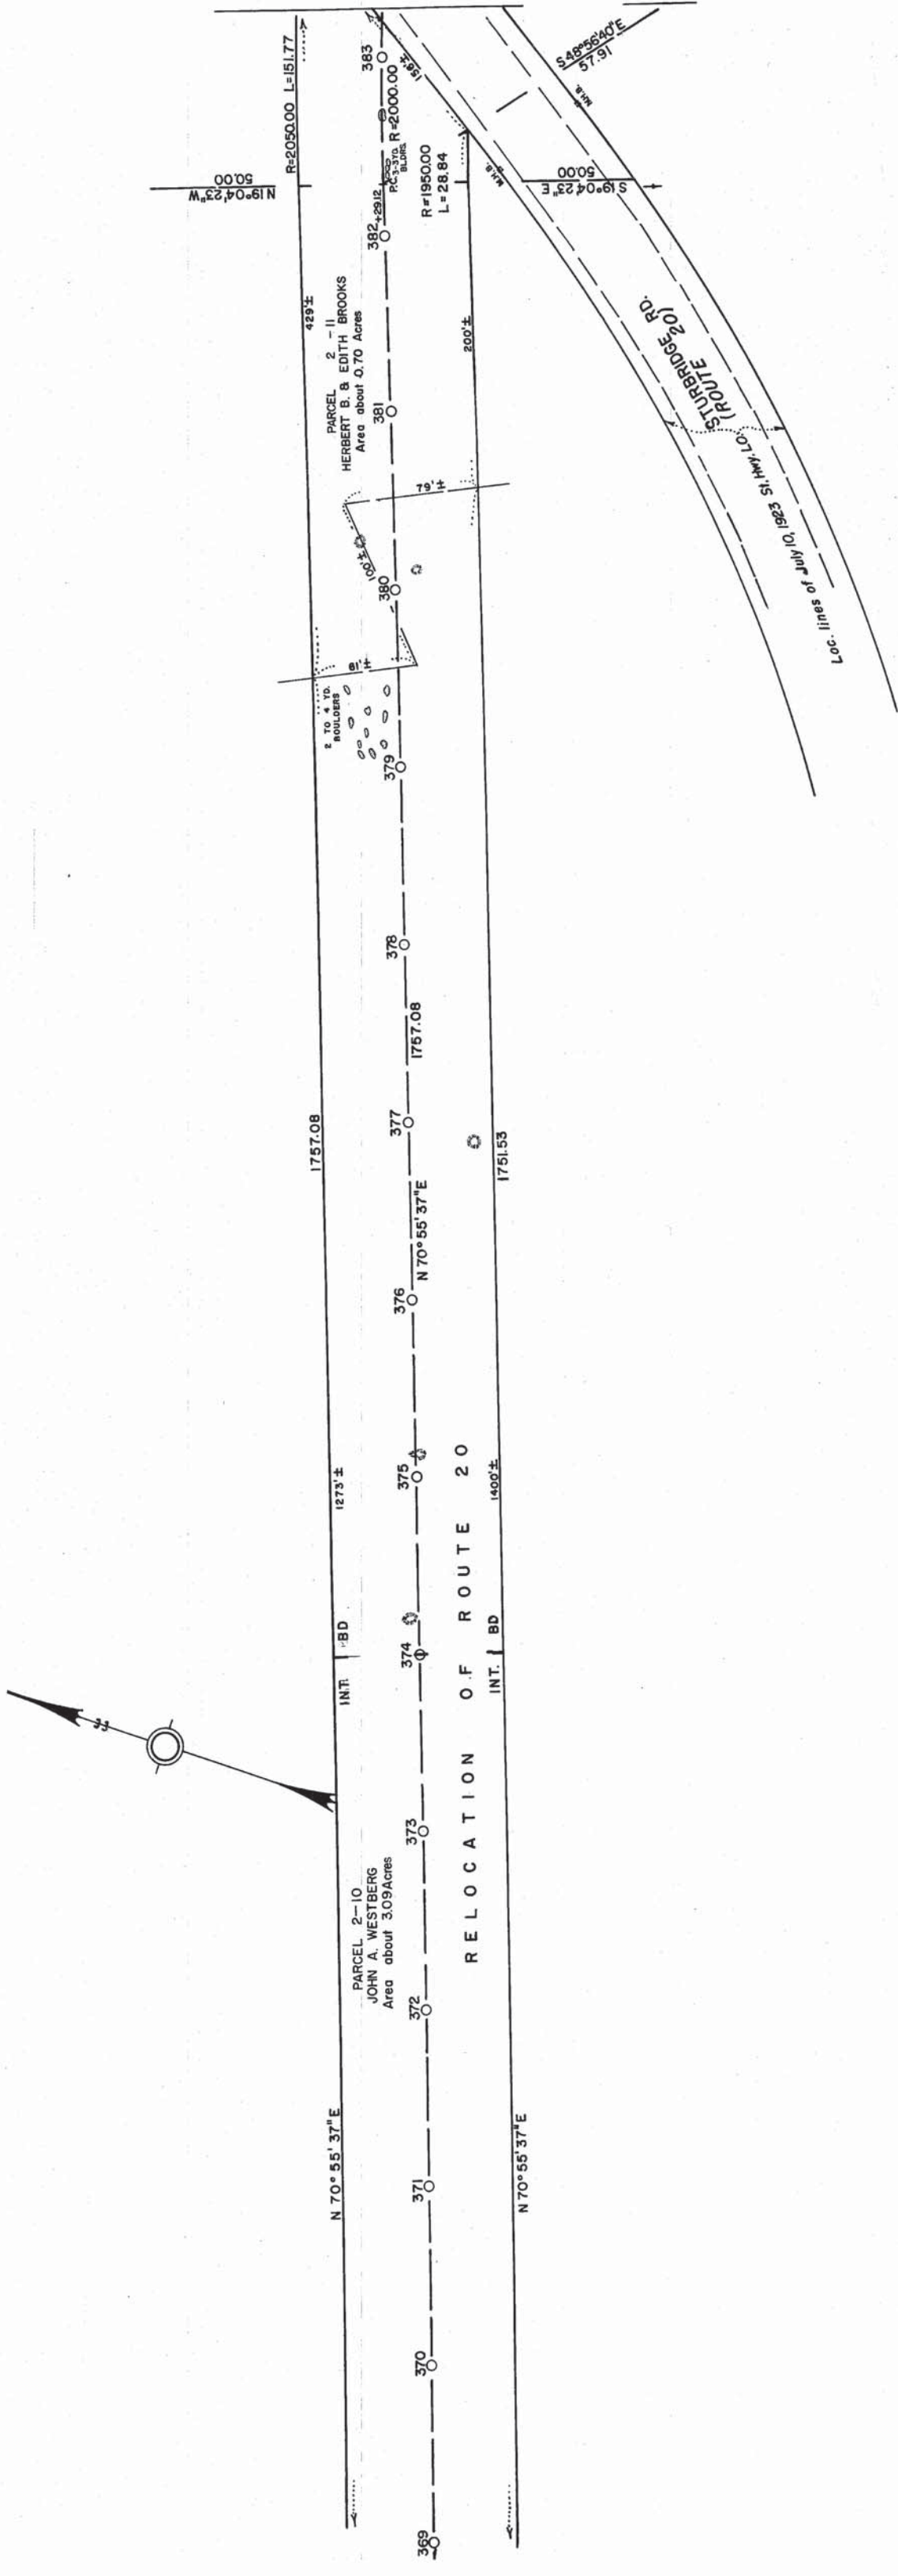 383
R=2050.00 L=151.77
R=2000.00
156'±
S 48°56'40"E
57.91
M.H.B.
N 19°04'23"W
50.00
P.C. 3-3YD.
BLDRS.
+29.12
382
R=1950.00
L=28.84
M.H.B.
S 19°04'23"E
50.00
429'±
PARCEL 2-11
HERBERT B. & EDITH BROOKS
Area about 0.70 Acres
200'±
STURBRIDGE RD.
(ROUTE 20)
Loc. lines of July 10, 1923 St. Hwy. L.O.
381
79'±
100'±
380
81'±
2 TO 4 YD.
BOULDERS
379
378
1757.08
377
1757.08
1751.53
N 70°55'37"E
376
375
1273'±
1400'±
RELOCATION OF ROUTE 20
374
INT. BD
INT. BD
373
PARCEL 2-10
JOHN A. WESTBERG
Area about 3.09 Acres
372
N 70°55'37"E
N 70°55'37"E
371
370
369